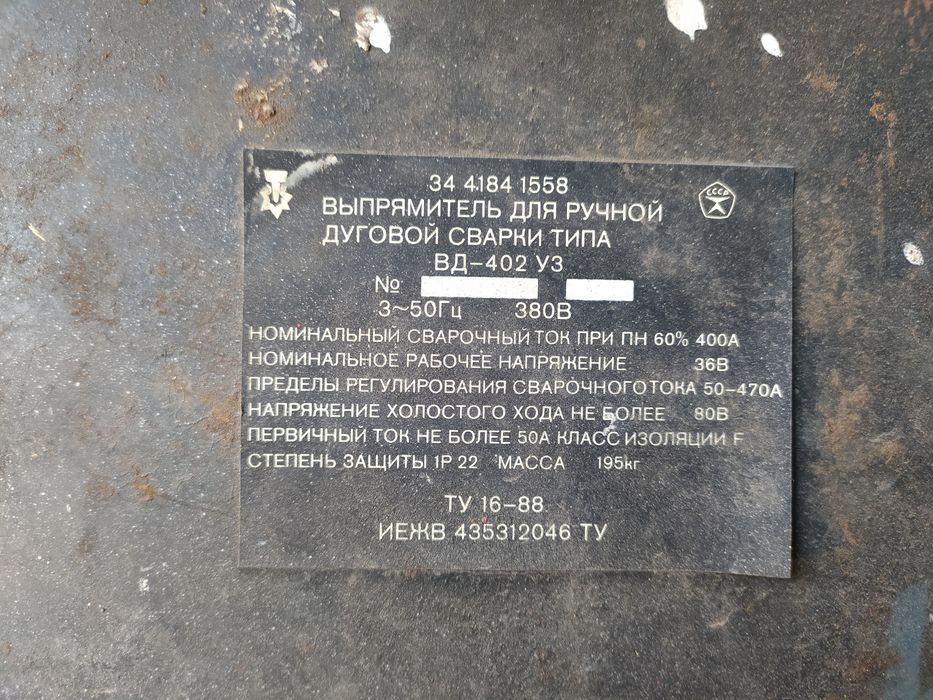 СССР
34 4184 1558
ВЫПРЯМИТЕЛЬ ДЛЯ РУЧНОЙ
ДУГОВОЙ СВАРКИ ТИПА
ВД-402 У3
№
3~50Гц 380В
НОМИНАЛЬНЫЙ СВАРОЧНЫЙ ТОК ПРИ ПН 60% 400А
НОМИНАЛЬНОЕ РАБОЧЕЕ НАПРЯЖЕНИЕ 36В
ПРЕДЕЛЫ РЕГУЛИРОВАНИЯ СВАРОЧНОГО ТОКА 50-470А
НАПРЯЖЕНИЕ ХОЛОСТОГО ХОДА НЕ БОЛЕЕ 80В
ПЕРВИЧНЫЙ ТОК НЕ БОЛЕЕ 50А КЛАСС ИЗОЛЯЦИИ F
СТЕПЕНЬ ЗАЩИТЫ 1Р 22 МАССА 195кг
ТУ 16-88
ИЕЖВ 435312046 ТУ